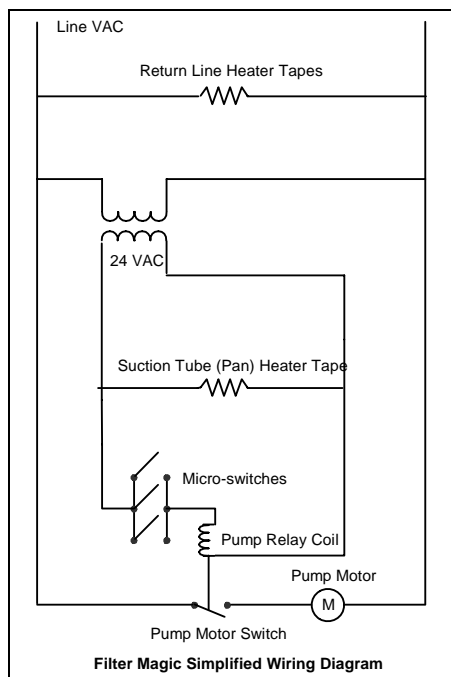 Line VAC
Return Line Heater Tapes
24 VAC
Suction Tube (Pan) Heater Tape
Micro-switches
Pump Relay Coil
Pump Motor
M
Pump Motor Switch
Filter Magic Simplified Wiring Diagram